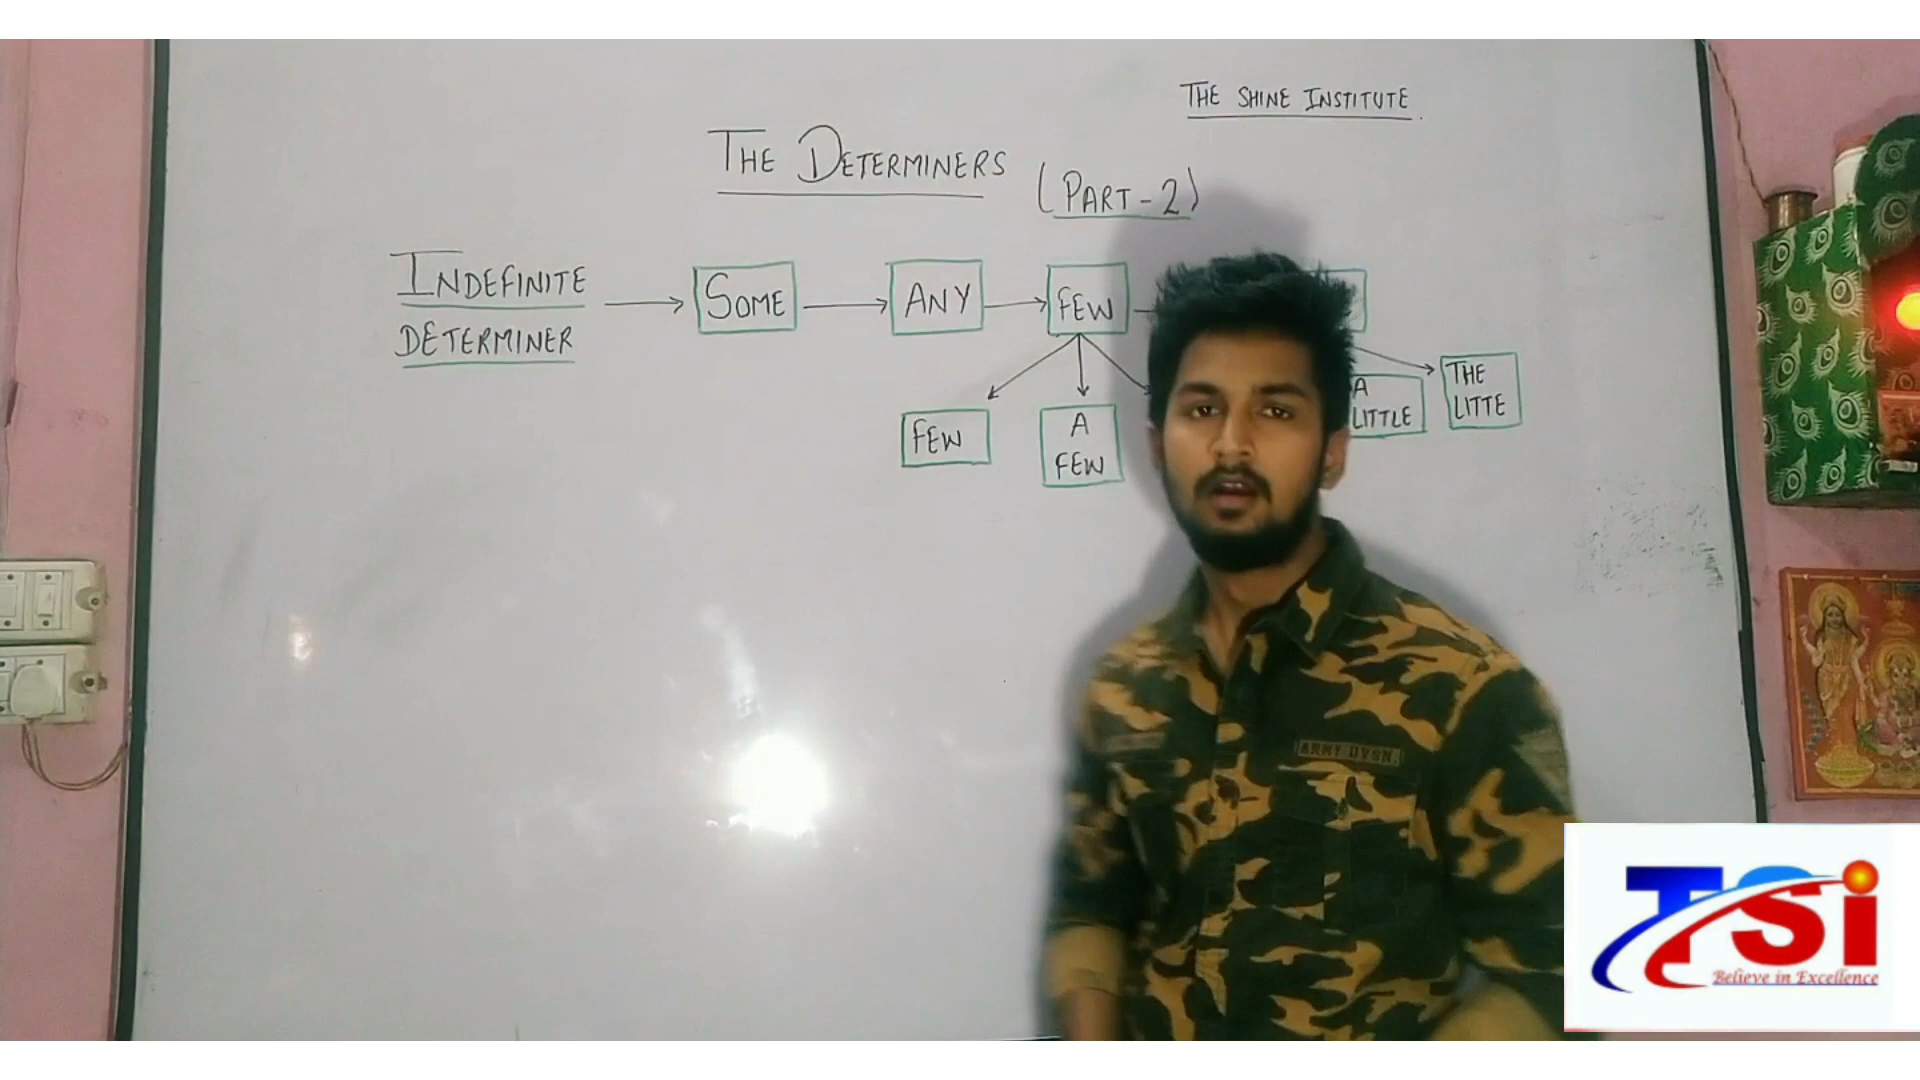 THE SHINE INSTITUTE
THE DETERMINERS (PART-2)
INDEFINITE
DETERMINER
SOME
ANY
FEW
FEW
A
FEW
A
LITTLE
THE
LITTE
ARMY DVSN.
TSi
Believe in Excellence